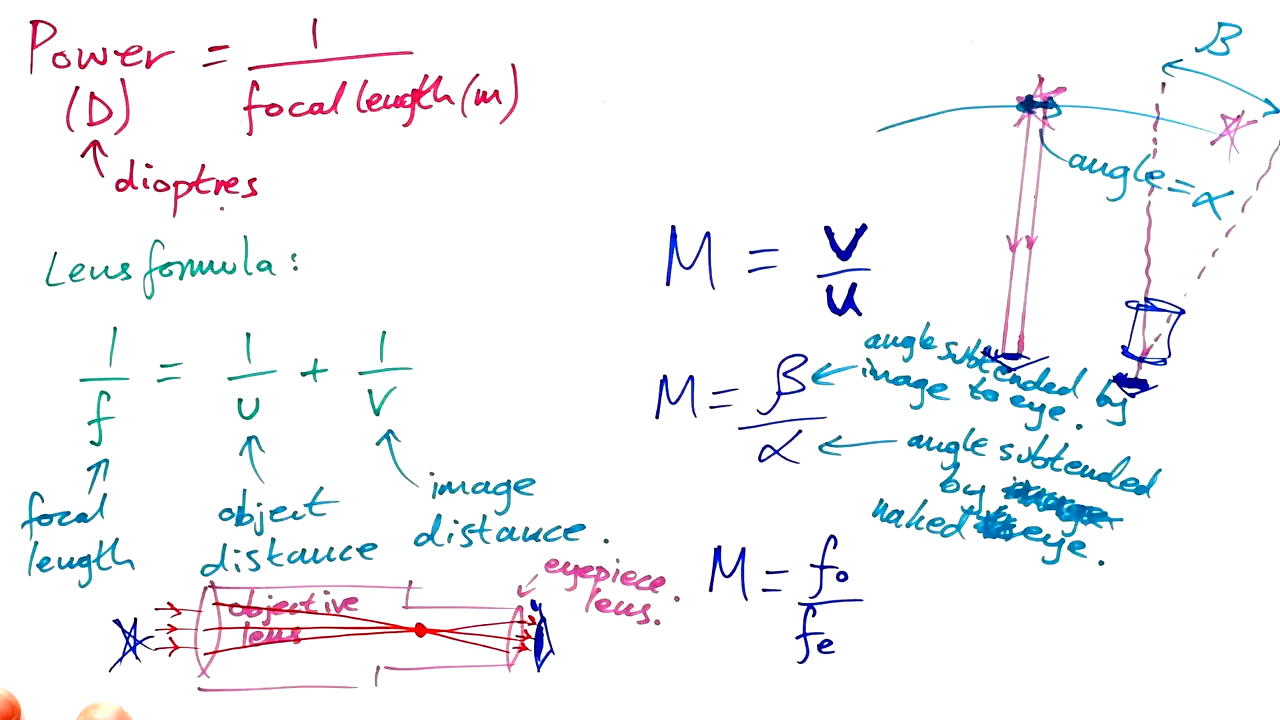 Power = 1 / focal length (m)
(D)
dioptres
Lens formula:
1/f = 1/u + 1/v
focal length
object distance
image distance.
objective lens
eyepiece lens.
M = v/u
M = β/α
angle subtended by image to eye.
angle subtended by
naked eye.
M = fo/fe
β
angle = α